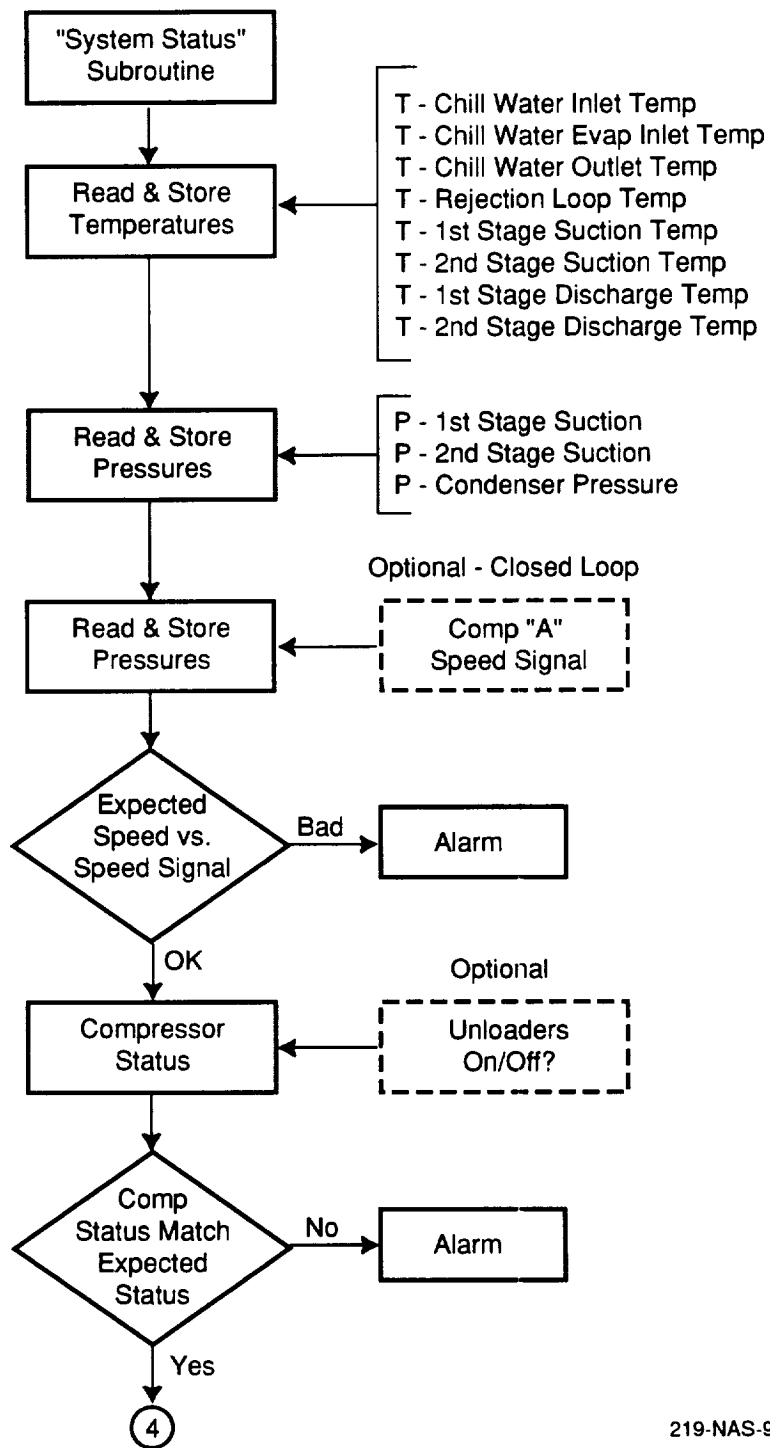 "System Status"
Subroutine
Read & Store
Temperatures
T - Chill Water Inlet Temp
T - Chill Water Evap Inlet Temp
T - Chill Water Outlet Temp
T - Rejection Loop Temp
T - 1st Stage Suction Temp
T - 2nd Stage Suction Temp
T - 1st Stage Discharge Temp
T - 2nd Stage Discharge Temp
Read & Store
Pressures
P - 1st Stage Suction
P - 2nd Stage Suction
P - Condenser Pressure
Optional - Closed Loop
Read & Store
Pressures
Comp "A"
Speed Signal
Expected
Speed vs.
Speed Signal
Bad
Alarm
OK
Optional
Compressor
Status
Unloaders
On/Off?
Comp
Status Match
Expected
Status
No
Alarm
Yes
4
219-NAS-9